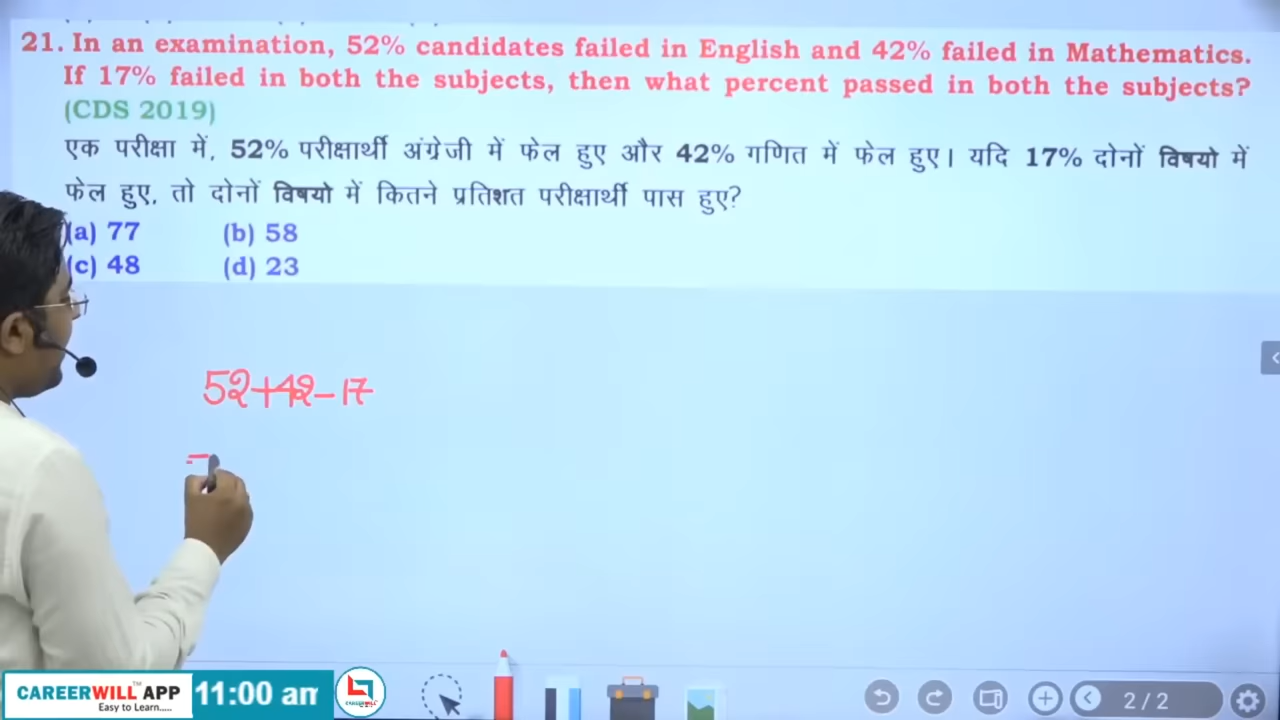 21. In an examination, 52% candidates failed in English and 42% failed in Mathematics.
If 17% failed in both the subjects, then what percent passed in both the subjects?
(CDS 2019)
एक परीक्षा में, 52% परीक्षार्थी अंग्रेजी में फेल हुए और 42% गणित में फेल हुए। यदि 17% दोनों विषयो में
फेल हुए, तो दोनों विषयो में कितने प्रतिशत परीक्षार्थी पास हुए?
(a) 77 (b) 58
(c) 48 (d) 23
52+42-17
=
CAREERWILL APP
Easy to Learn.....
11:00 am
CAREERWILL
2/2